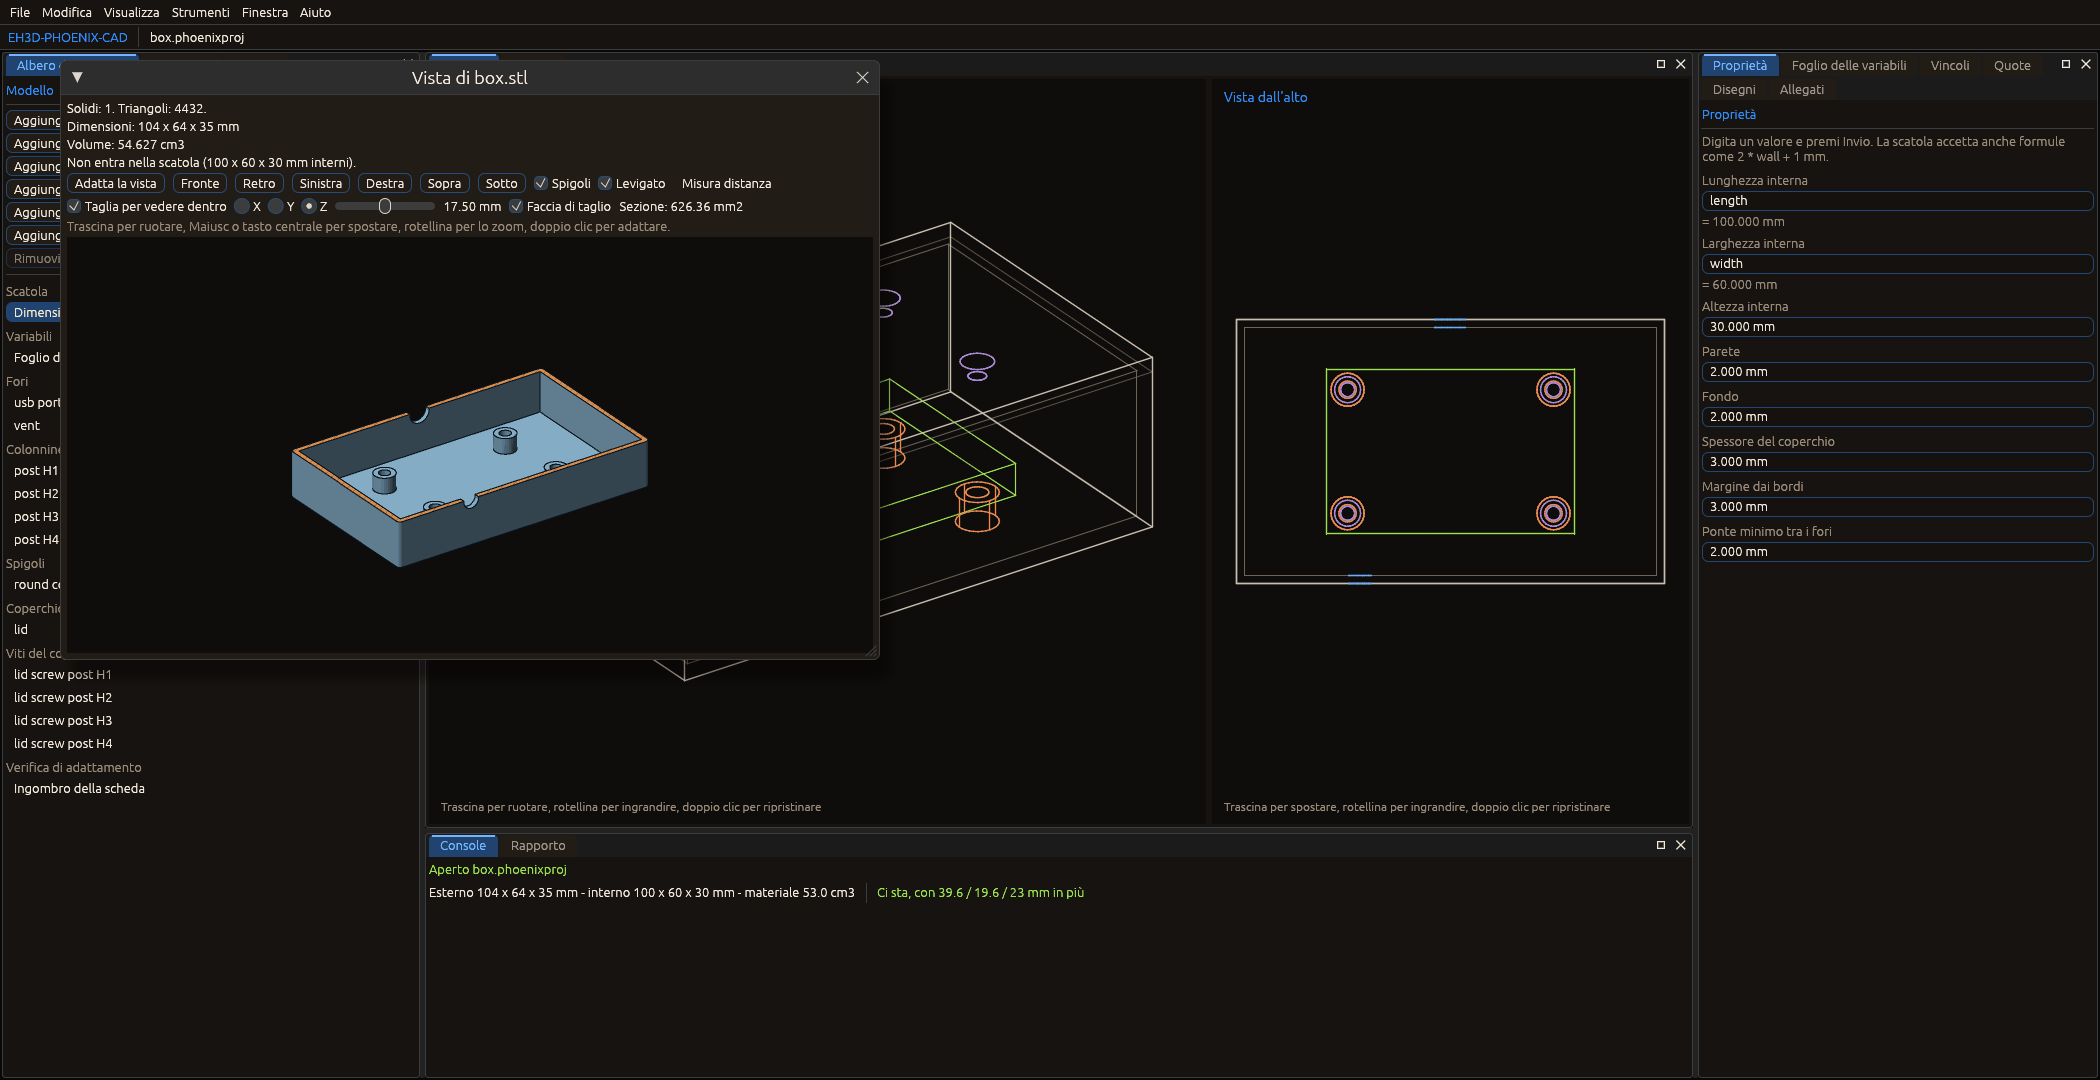 File Modifica Visualizza Strumenti Finestra Aiuto
EH3D-PHOENIX-CAD box.phoenixproj
Albero
Modello
Aggiung
Aggiung
Aggiung
Aggiung
Aggiung
Aggiung
Rimuovi
Scatola
Dimensi
Variabili
Foglio d
Fori
usb port
vent
Colonnine
post H1
post H2
post H3
post H4
Spigoli
round co
Coperchio
lid
Viti del co
lid screw post H1
lid screw post H2
lid screw post H3
lid screw post H4
Verifica di adattamento
Ingombro della scheda
Vista di box.stl
Solidi: 1. Triangoli: 4432.
Dimensioni: 104 x 64 x 35 mm
Volume: 54.627 cm3
Non entra nella scatola (100 x 60 x 30 mm interni).
Adatta la vista Fronte Retro Sinistra Destra Sopra Sotto Spigoli Levigato Misura distanza
Taglia per vedere dentro X Y Z 17.50 mm Faccia di taglio Sezione: 626.36 mm2
Trascina per ruotare, Maiusc o tasto centrale per spostare, rotellina per lo zoom, doppio clic per adattare.
Trascina per ruotare, rotellina per ingrandire, doppio clic per ripristinare
Vista dall'alto
Trascina per spostare, rotellina per ingrandire, doppio clic per ripristinare
Console Rapporto
Aperto box.phoenixproj
Esterno 104 x 64 x 35 mm - interno 100 x 60 x 30 mm - materiale 53.0 cm3 Ci sta, con 39.6 / 19.6 / 23 mm in più
Proprietà Foglio delle variabili Vincoli Quote
Disegni Allegati
Proprietà
Digita un valore e premi Invio. La scatola accetta anche formule
come 2 * wall + 1 mm.
Lunghezza interna
length
= 100.000 mm
Larghezza interna
width
= 60.000 mm
Altezza interna
30.000 mm
Parete
2.000 mm
Fondo
2.000 mm
Spessore del coperchio
3.000 mm
Margine dai bordi
3.000 mm
Ponte minimo tra i fori
2.000 mm